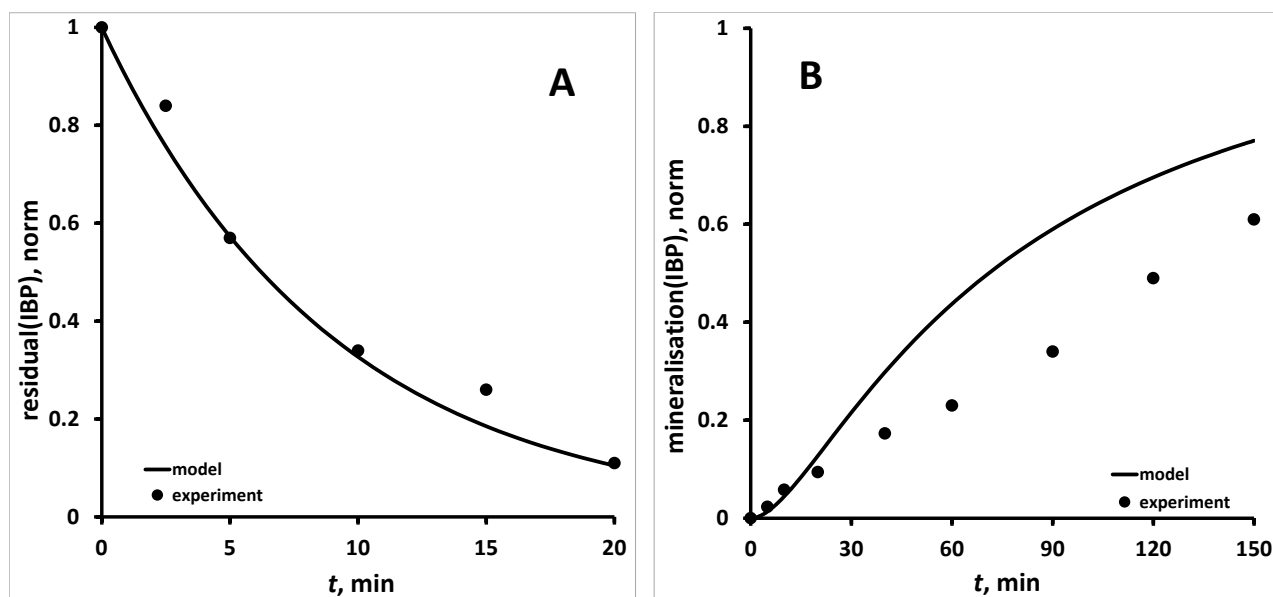 A
1
0.8
0.6
0.4
0.2
0
residual(IBP), norm
model
experiment
0 5 10 15 20
t, min
B
1
0.8
0.6
0.4
0.2
0
mineralisation(IBP), norm
model
experiment
0 30 60 90 120 150
t, min